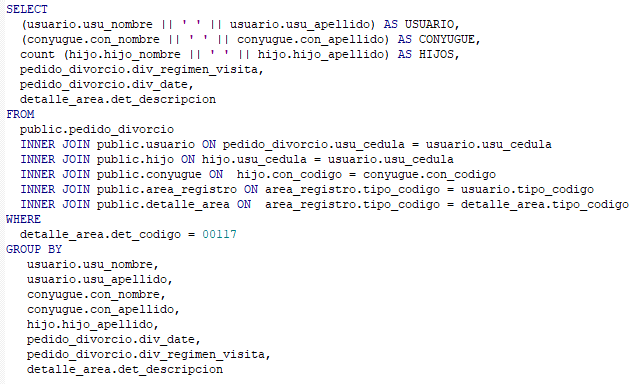 SELECT
(usuario.usu_nombre || ' ' || usuario.usu_apellido) AS USUARIO,
(conyugue.con_nombre || ' ' || conyugue.con_apellido) AS CONYUGUE,
count (hijo.hijo_nombre || ' ' || hijo.hijo_apellido) AS HIJOS,
pedido_divorcio.div_regimen_visita,
pedido_divorcio.div_date,
detalle_area.det_descripcion
FROM
public.pedido_divorcio
INNER JOIN public.usuario ON pedido_divorcio.usu_cedula = usuario.usu_cedula
INNER JOIN public.hijo ON hijo.usu_cedula = usuario.usu_cedula
INNER JOIN public.conyugue ON  hijo.con_codigo = conyugue.con_codigo
INNER JOIN public.area_registro ON area_registro.tipo_codigo = usuario.tipo_codigo
INNER JOIN public.detalle_area ON  area_registro.tipo_codigo = detalle_area.tipo_codigo
WHERE
detalle_area.det_codigo = 00117
GROUP BY
usuario.usu_nombre,
usuario.usu_apellido,
conyugue.con_nombre,
conyugue.con_apellido,
hijo.hijo_apellido,
pedido_divorcio.div_date,
pedido_divorcio.div_regimen_visita,
detalle_area.det_descripcion